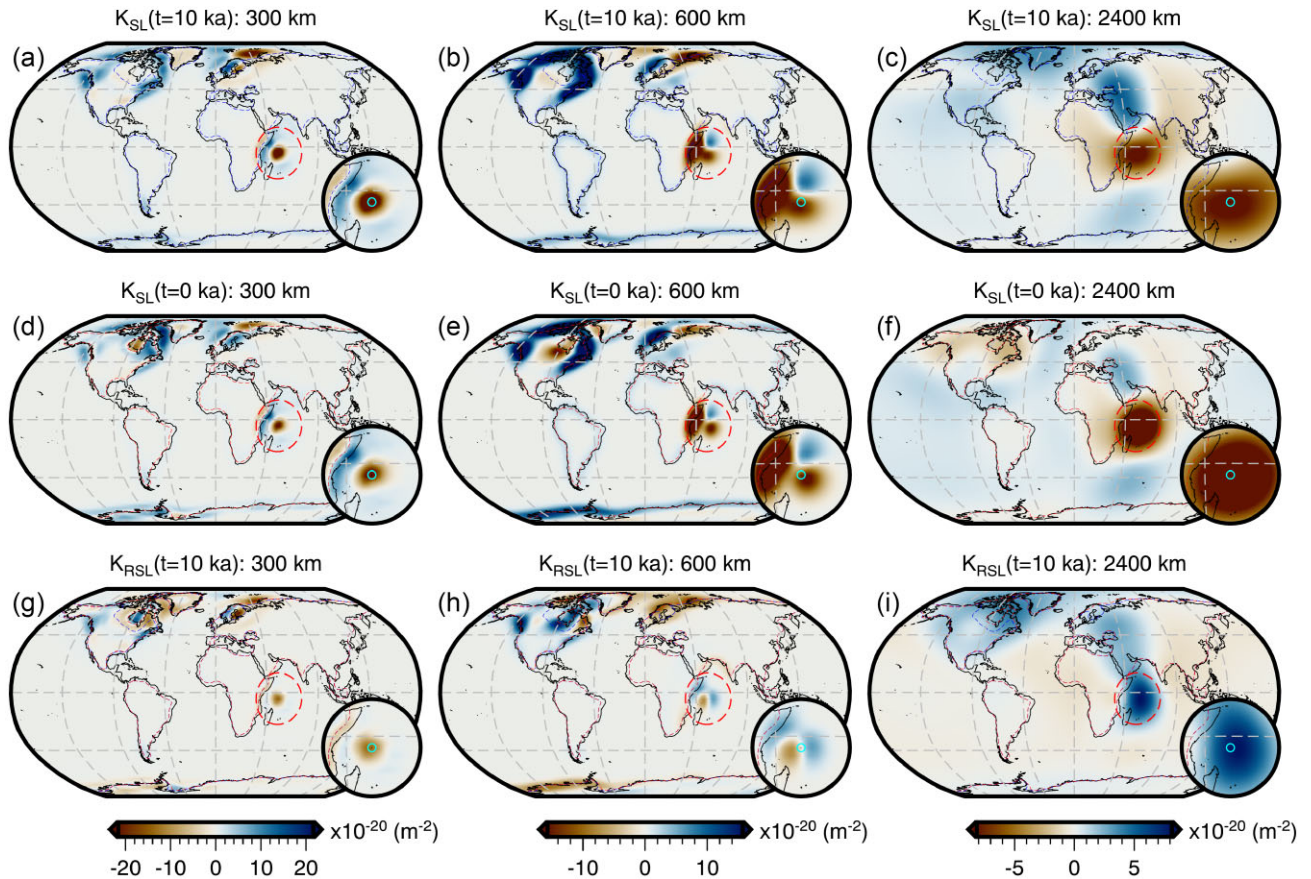 K_SL(t=10 ka): 300 km
K_SL(t=10 ka): 600 km
K_SL(t=10 ka): 2400 km
(a)
(b)
(c)
K_SL(t=0 ka): 300 km
K_SL(t=0 ka): 600 km
K_SL(t=0 ka): 2400 km
(d)
(e)
(f)
K_RSL(t=10 ka): 300 km
K_RSL(t=10 ka): 600 km
K_RSL(t=10 ka): 2400 km
(g)
(h)
(i)
x10⁻²⁰ (m⁻²)
-20 -10 0 10 20
x10⁻²⁰ (m⁻²)
-10 0 10
x10⁻²⁰ (m⁻²)
-5 0 5